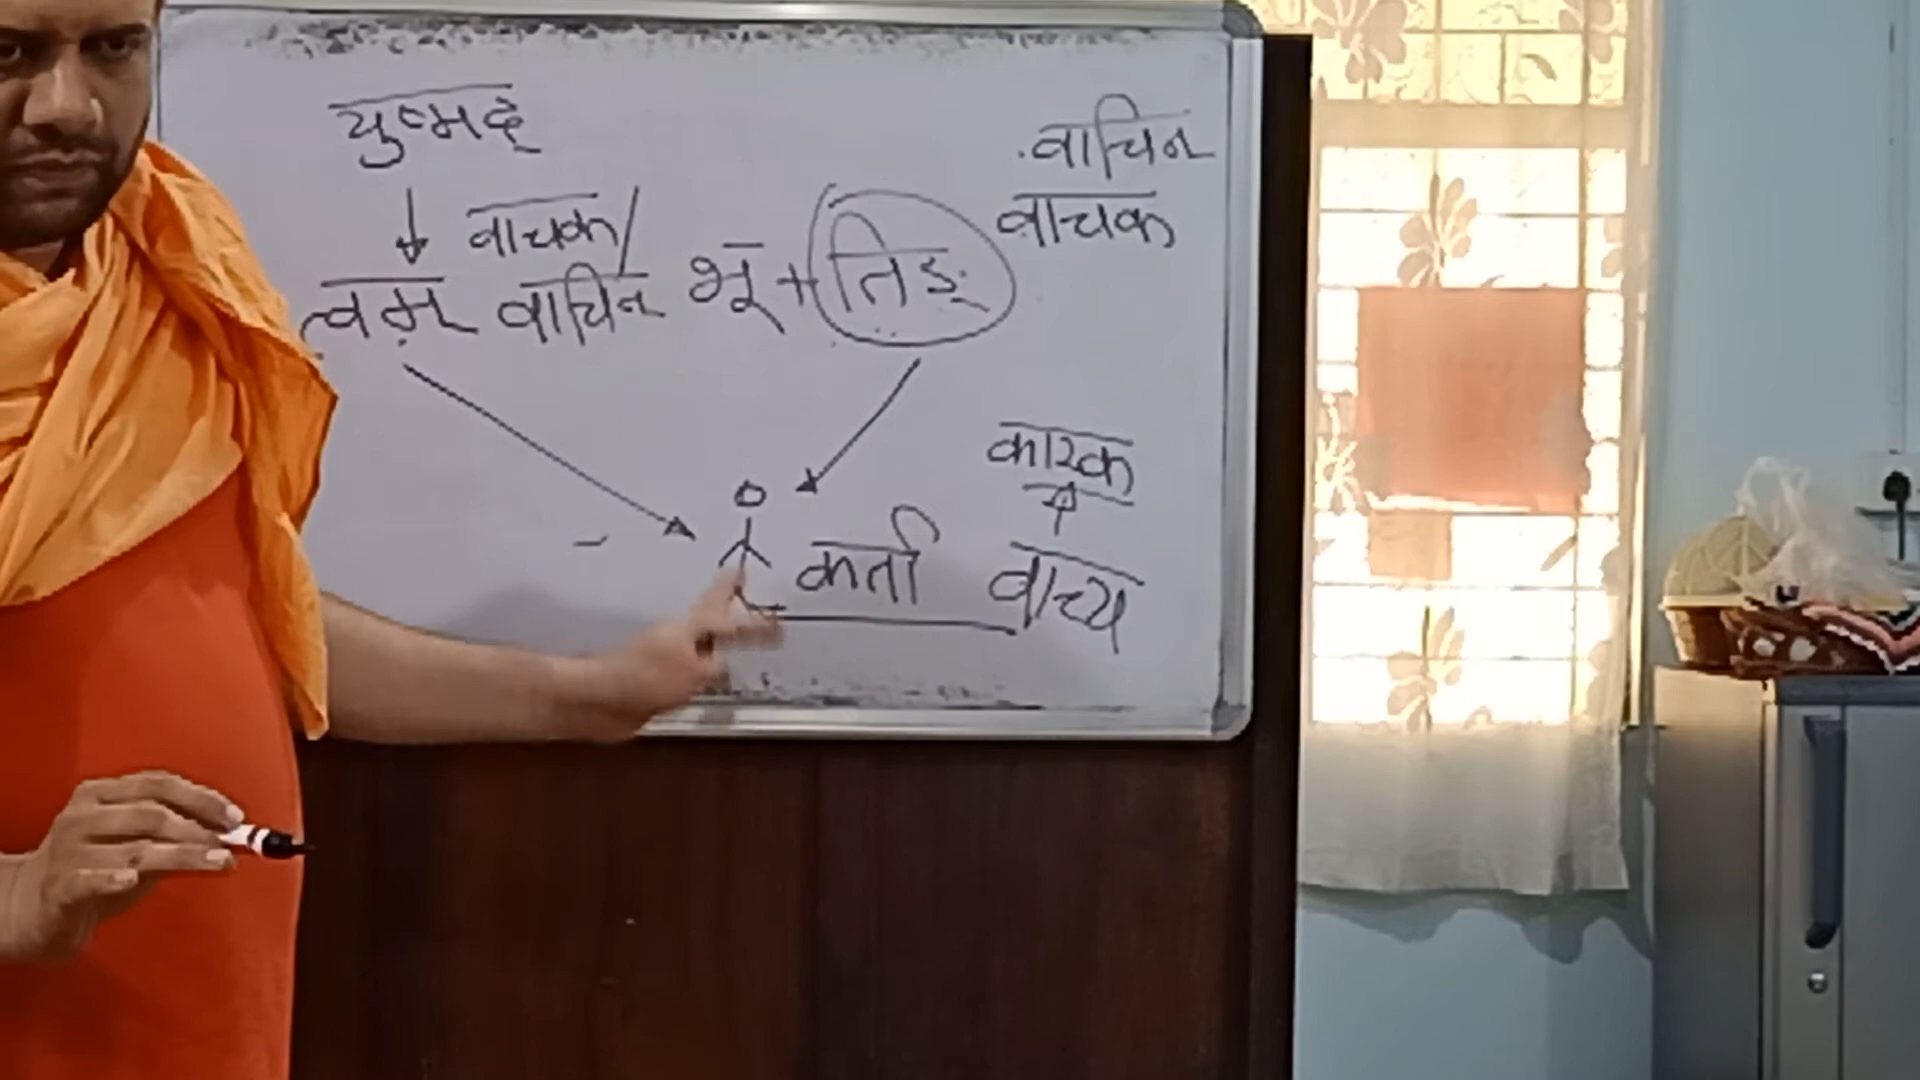 युष्मद्
वाचिन्
वाचक/
वाचक
त्वम् वाचिन् भू + तिङ्
कारक
कर्ता वाच्य